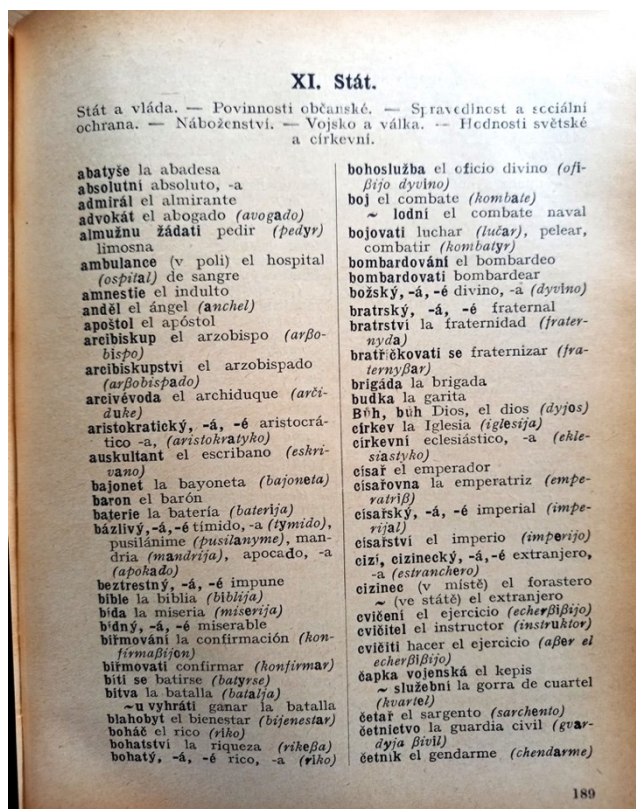 XI. Stát.
Stát a vláda. — Povinnosti občanské. — Spravedlnost a sociální
ochrana. — Náboženství. — Vojsko a válka. — Hodnosti světské
a církevní.
abatyše la abadesa
absolutní absoluto, -a
admirál el almirante
advokát el abogado (avogado)
almužnu žádati pedir (pedyr)
limosna
ambulance (v poli) el hospital
(ospital) de sangre
amnestie el indulto
anděl el ángel (anchel)
apoštol el apóstol
arcibiskup el arzobispo (arßo-
bispo)
arcibiskupství el arzobispado
(arßobispado)
arcivévoda el archiduque (arči-
duke)
aristokratický, -á, -é aristocrá-
tico -a, (aristokratyko)
auskultant el escribano (eskri-
vano)
bajonet la bayoneta (bajoneta)
baron el barón
baterie la batería (baterija)
bázlivý,-á,-é tímido, -a (tymido),
pusilánime (pusilanyme), man-
dria (mandrija), apocado, -a
(apokado)
beztrestný, -á, -é impune
bible la biblia (biblija)
bída la miseria (miserija)
bídný, -á, -é miserable
biřmování la confirmación (kon-
firmaßijon)
biřmovati confirmar (konfirmar)
bíti se batirse (batyrse)
bitva la batalla (batalja)
~u vyhráti ganar la batalla
blahobyt el bienestar (bijenestar)
boháč el rico (riko)
bohatství la riqueza (rikeßa)
bohatý, -á, -é rico, -a (riko)
bohoslužba el oficio divino (ofi-
ßijo dyvino)
boj el combate (kombate)
~ lodní el combate naval
bojovati luchar (lučar), pelear,
combatir (kombatyr)
bombardování el bombardeo
bombardovati bombardear
božský, -á, -é divino, -a (dyvino)
bratrský, -á, -é fraternal
bratrství la fraternidad (frater-
nyda)
bratříčkovati se fraternizar (fra-
ternyßar)
brigáda la brigada
budka la garita
Bůh, bůh Dios, el dios (dyjos)
církev la Iglesia (iglesija)
církevní eclesiástico, -a (ekle-
siastyko)
císař el emperador
císařovna la emperatriz (empe-
ratriß)
císařský, -á, -é imperial (impe-
rijal)
císařství el imperio (imperijo)
cizí, cizinecký, -á,-é extranjero,
-a (estranchero)
cizinec (v místě) el forastero
~ (ve státě) el extranjero
cvičení el ejercicio (echerßißijo)
cvičitel el instructor (instruktor)
cvičiti hacer el ejercicio (aßer el
echerßißijo)
čapka vojenská el kepis
~ služební la gorra de cuartel
(kvartel)
četař el sargento (sarchento)
četnictvo la guardia civil (gvar-
dyja ßivil)
četník el gendarme (chendarme)
189